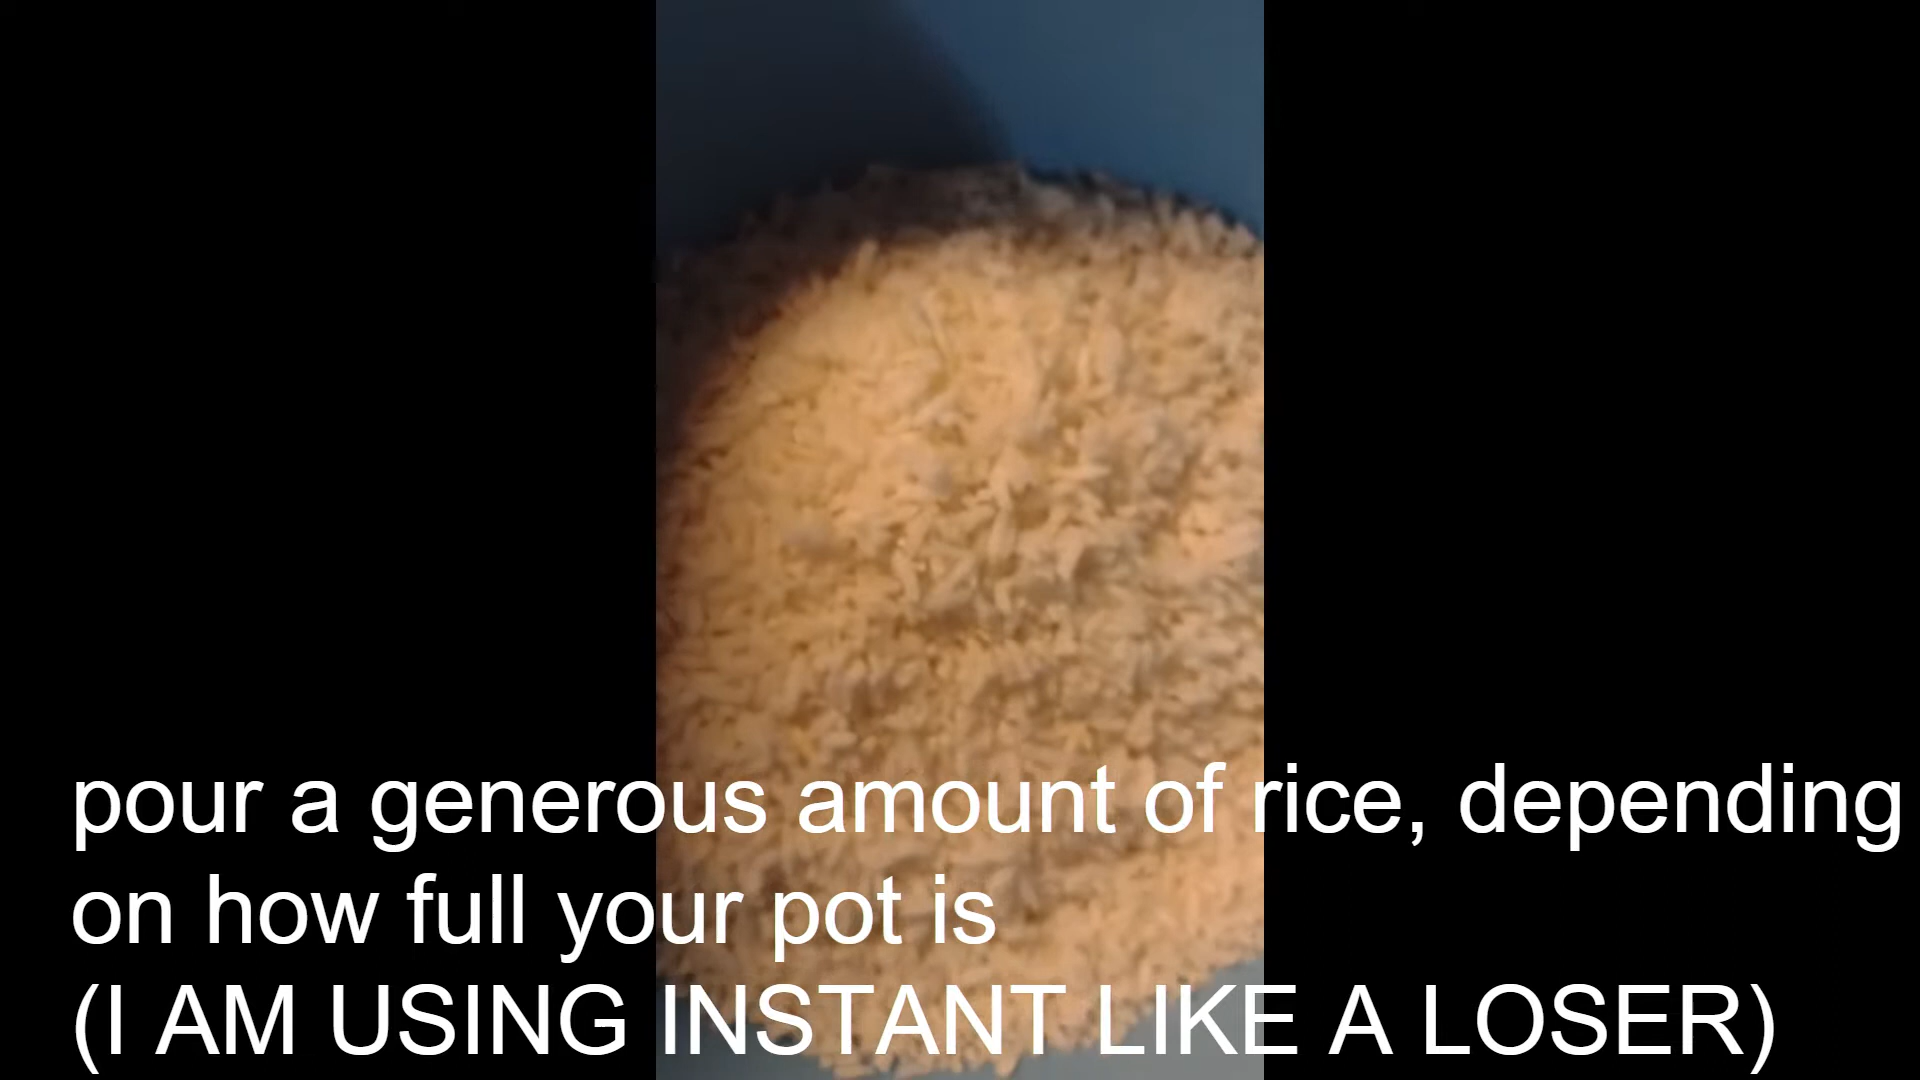 pour a generous amount of rice, depending
on how full your pot is
(I AM USING INSTANT LIKE A LOSER)